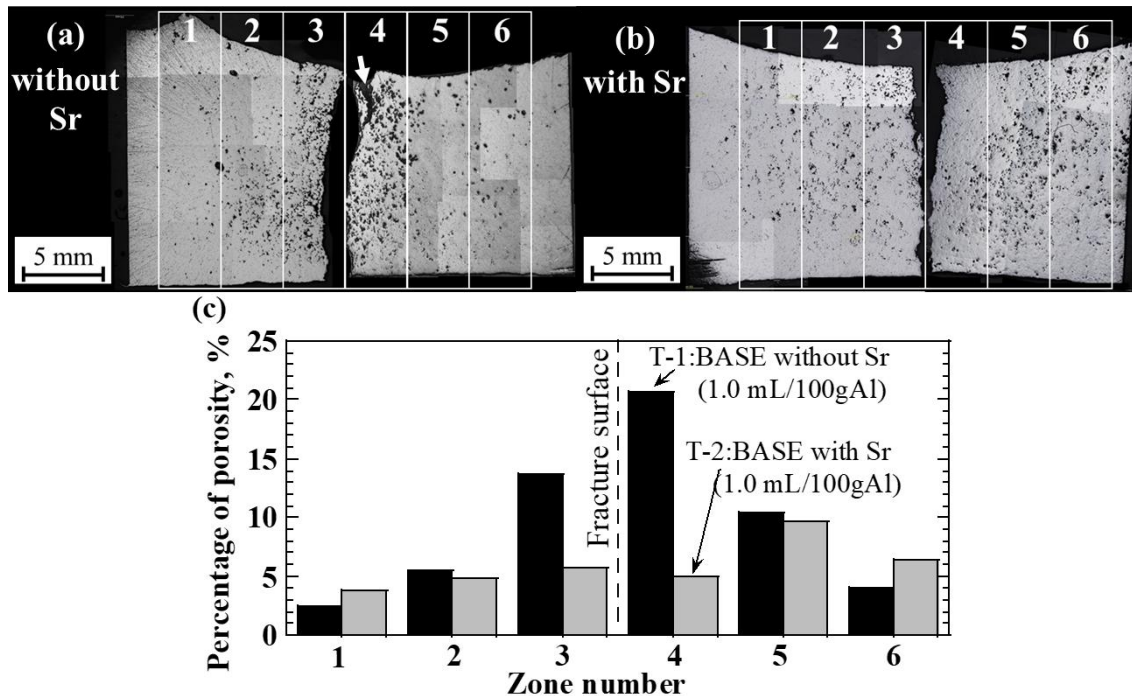 (a)
without
Sr
1 2 3 4 5 6
5 mm
(b)
with Sr
1 2 3 4 5 6
5 mm
(c)
Percentage of porosity, %
25
20
15
10
5
0
Fracture surface
T-1:BASE without Sr
(1.0 mL/100gAl)
T-2:BASE with Sr
(1.0 mL/100gAl)
1 2 3 4 5 6
Zone number